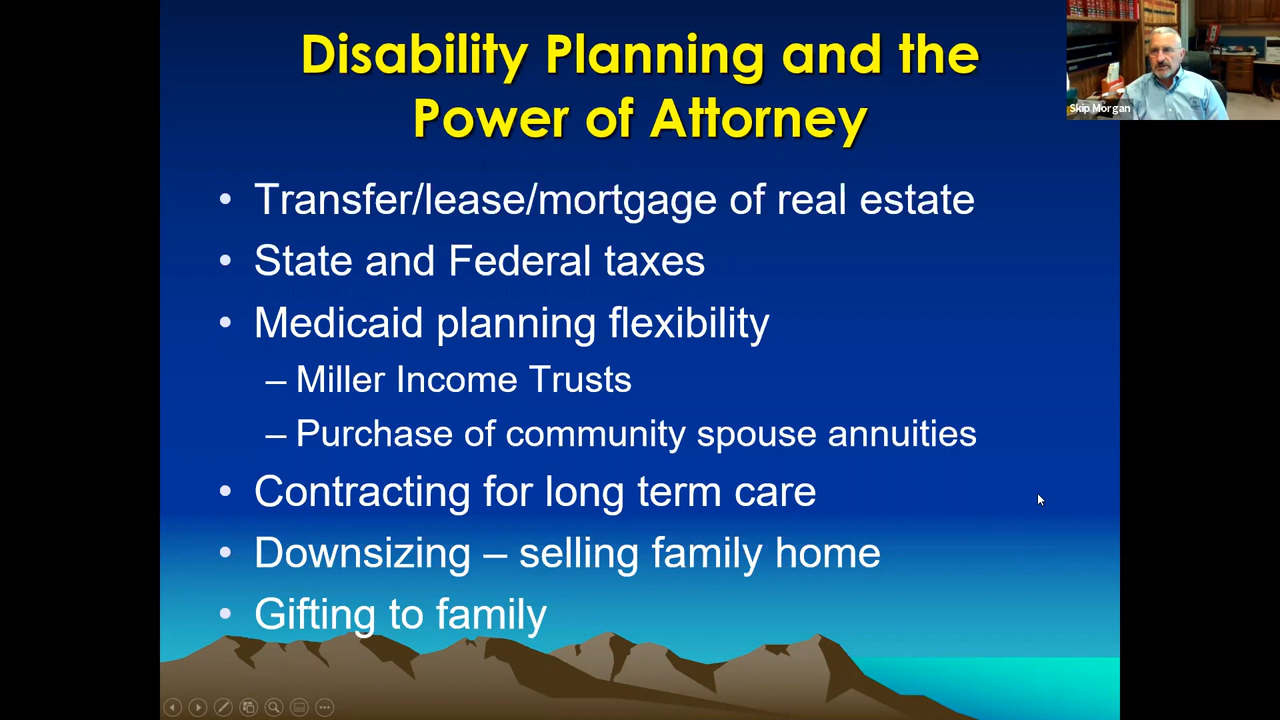 Disability Planning and the
Power of Attorney
• Transfer/lease/mortgage of real estate
• State and Federal taxes
• Medicaid planning flexibility
– Miller Income Trusts
– Purchase of community spouse annuities
• Contracting for long term care
• Downsizing – selling family home
• Gifting to family
Skip Morgan